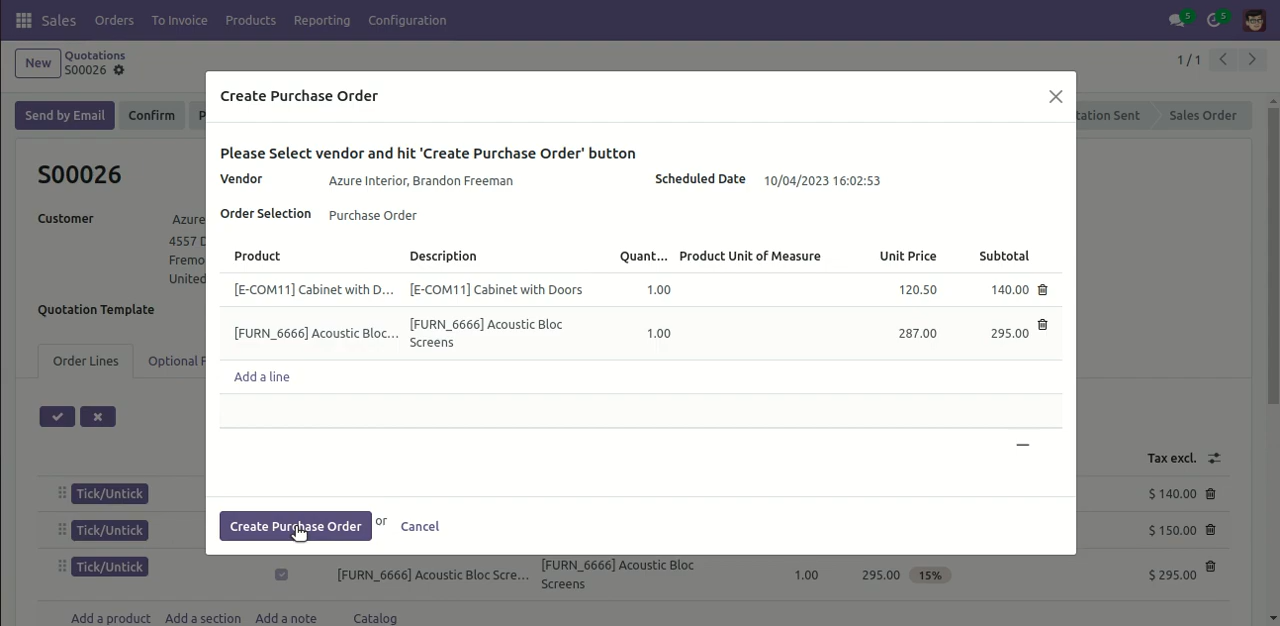 Sales Orders To Invoice Products Reporting Configuration 5 5
New Quotations
S00026
1 / 1
Send by Email Confirm P tation Sent Sales Order
Create Purchase Order
Please Select vendor and hit 'Create Purchase Order' button
Vendor Azure Interior, Brandon Freeman Scheduled Date 10/04/2023 16:02:53
Order Selection Purchase Order
Product Description Quant... Product Unit of Measure Unit Price Subtotal
[E-COM11] Cabinet with D... [E-COM11] Cabinet with Doors 1.00 120.50 140.00
[FURN_6666] Acoustic Bloc... [FURN_6666] Acoustic Bloc
Screens 1.00 287.00 295.00
Add a line
Create Purchase Order or Cancel
S00026
Customer Azure
4557 D
Fremo
United
Quotation Template
Order Lines Optional P
Tax excl.
Tick/Untick $ 140.00
Tick/Untick $ 150.00
Tick/Untick [FURN_6666] Acoustic Bloc Scre... [FURN_6666] Acoustic Bloc
Screens 1.00 295.00 15% $ 295.00
Add a product Add a section Add a note Catalog